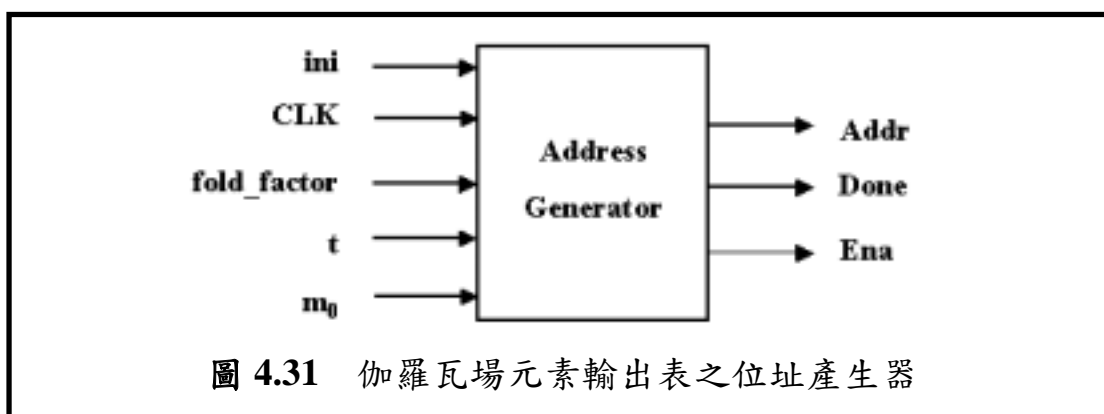 ini
CLK
fold_factor
t
m₀
Address
Generator
Addr
Done
Ena
圖 4.31 伽羅瓦場元素輸出表之位址產生器